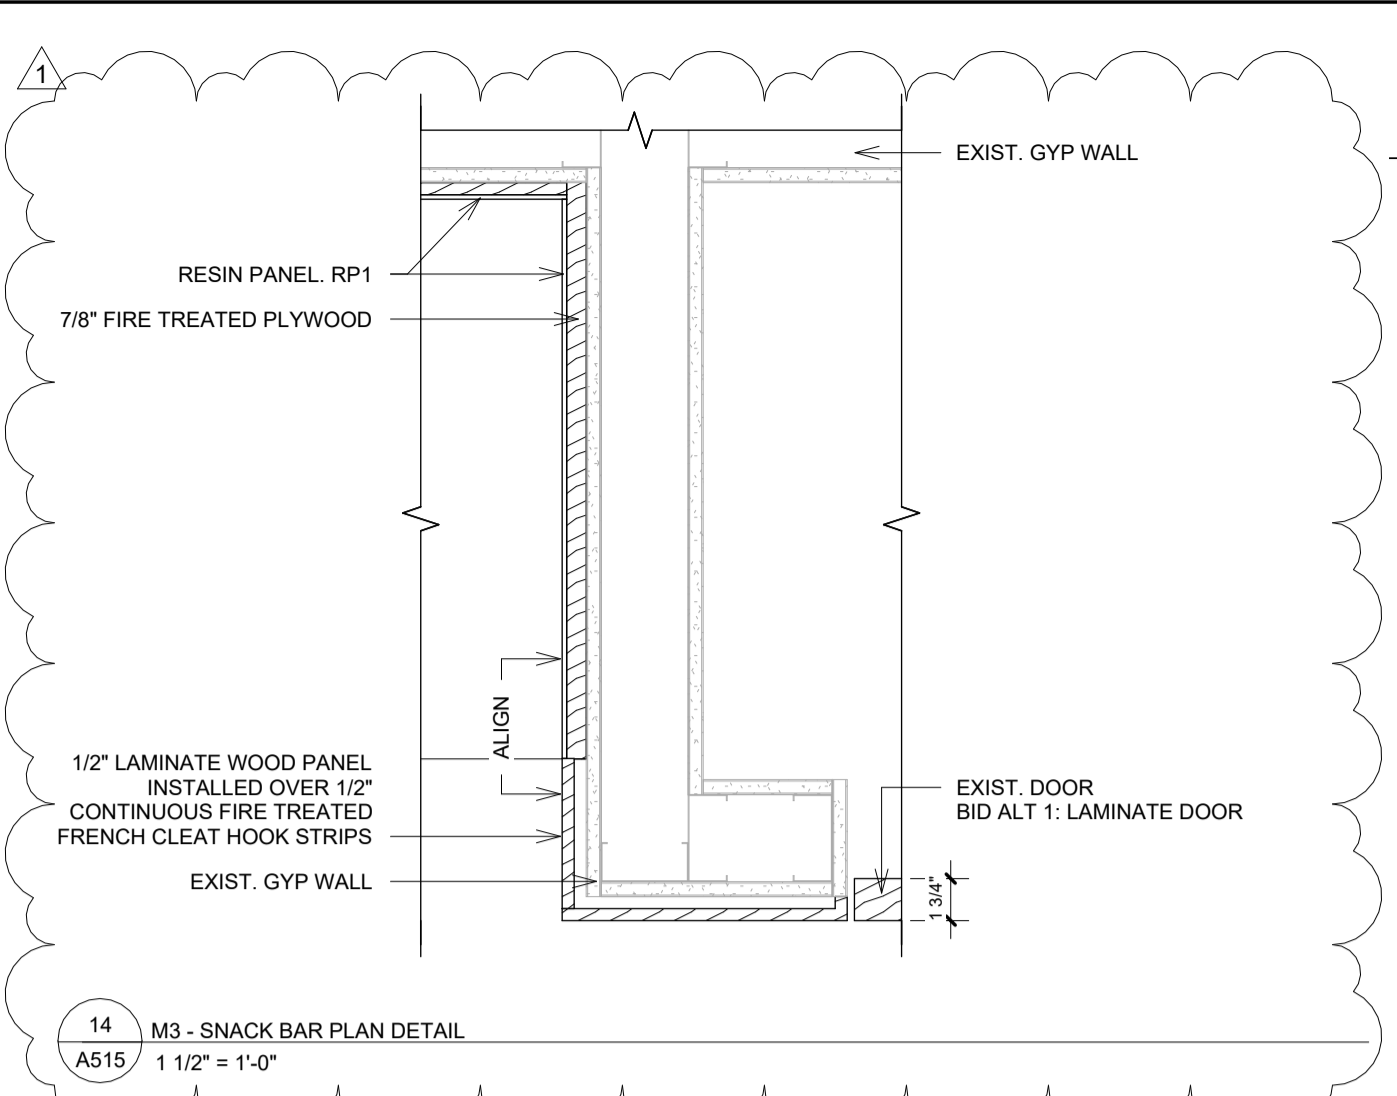 1
EXIST. GYP WALL
RESIN PANEL. RP1
7/8" FIRE TREATED PLYWOOD
ALIGN
1/2" LAMINATE WOOD PANEL
INSTALLED OVER 1/2"
CONTINUOUS FIRE TREATED
FRENCH CLEAT HOOK STRIPS
EXIST. GYP WALL
EXIST. DOOR
BID ALT 1: LAMINATE DOOR
1 3/4"
14
M3 - SNACK BAR PLAN DETAIL
A515
1 1/2" = 1'-0"